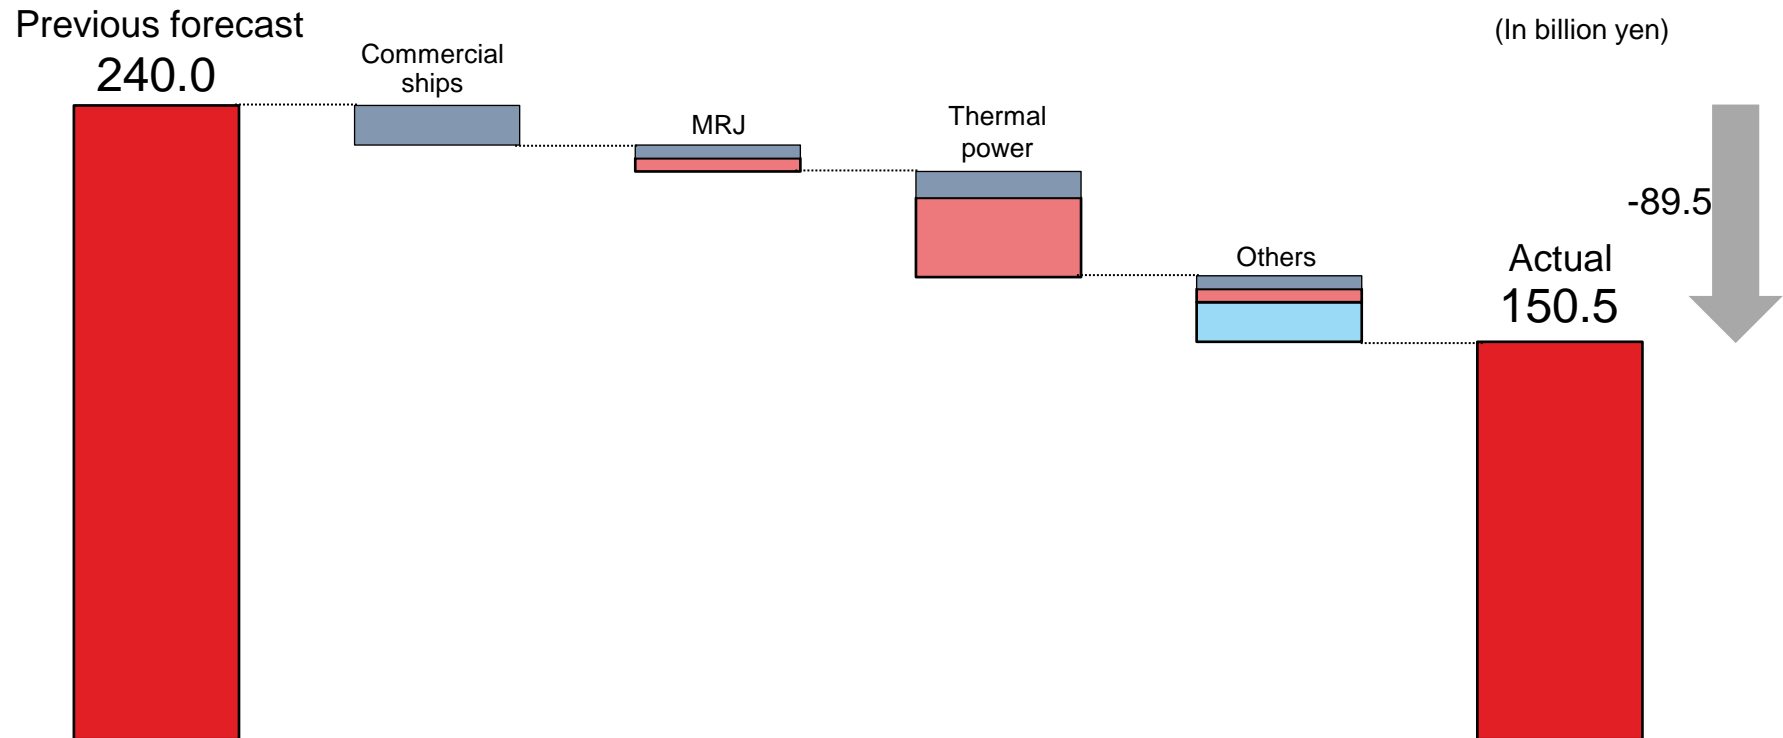 Previous forecast
240.0
Commercial
ships
MRJ
Thermal
power
Others
Actual
150.5
-89.5
(In billion yen)